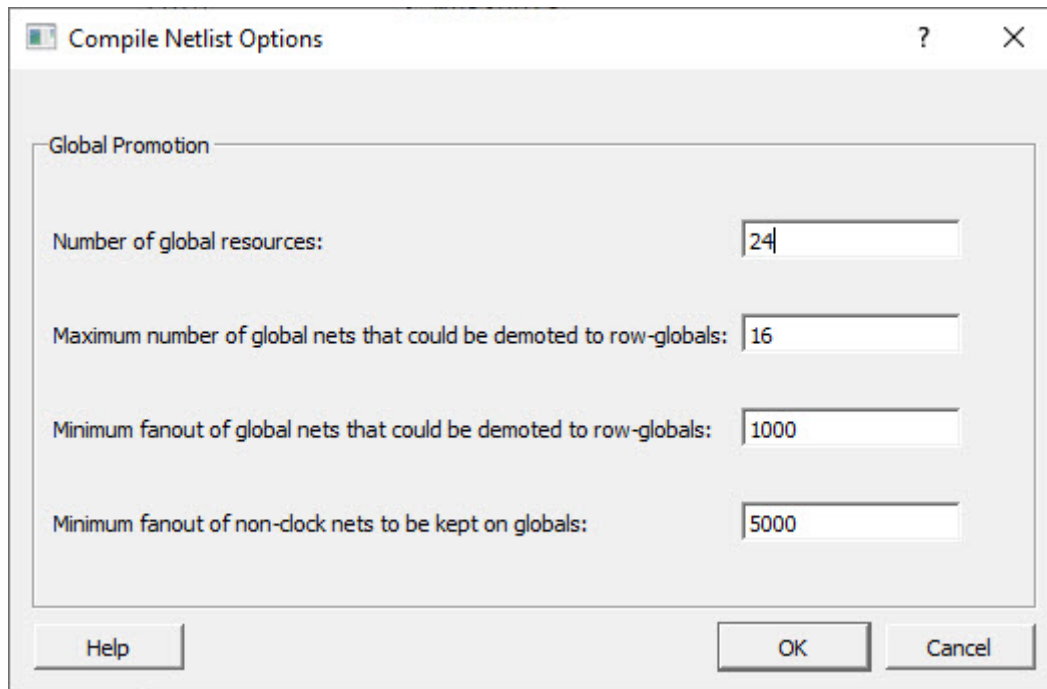 Compile Netlist Options ? X
Global Promotion
Number of global resources: 24
Maximum number of global nets that could be demoted to row-globals: 16
Minimum fanout of global nets that could be demoted to row-globals: 1000
Minimum fanout of non-clock nets to be kept on globals: 5000
Help OK Cancel